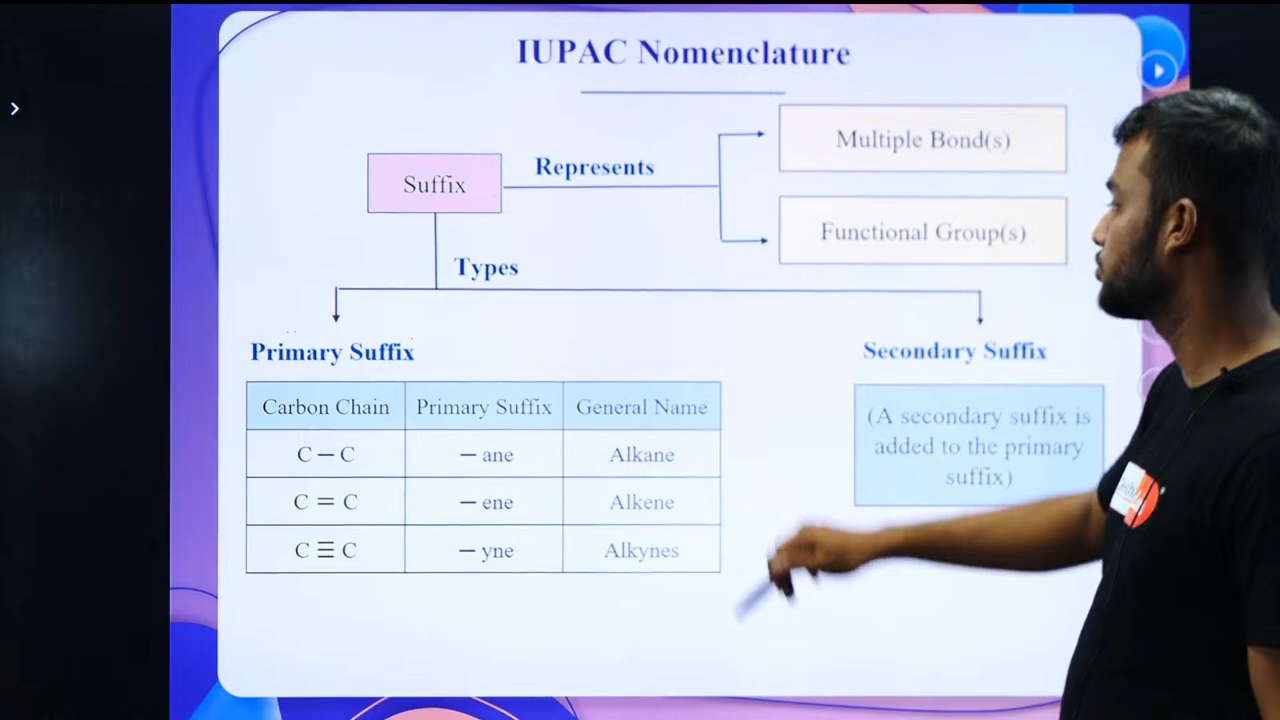 IUPAC Nomenclature
Multiple Bond(s)
Represents
Suffix
Functional Group(s)
Types
Primary Suffix
Secondary Suffix
Carbon Chain Primary Suffix General Name
C – C – ane Alkane
C = C – ene Alkene
C ≡ C – yne Alkynes
(A secondary suffix is
added to the primary
suffix)